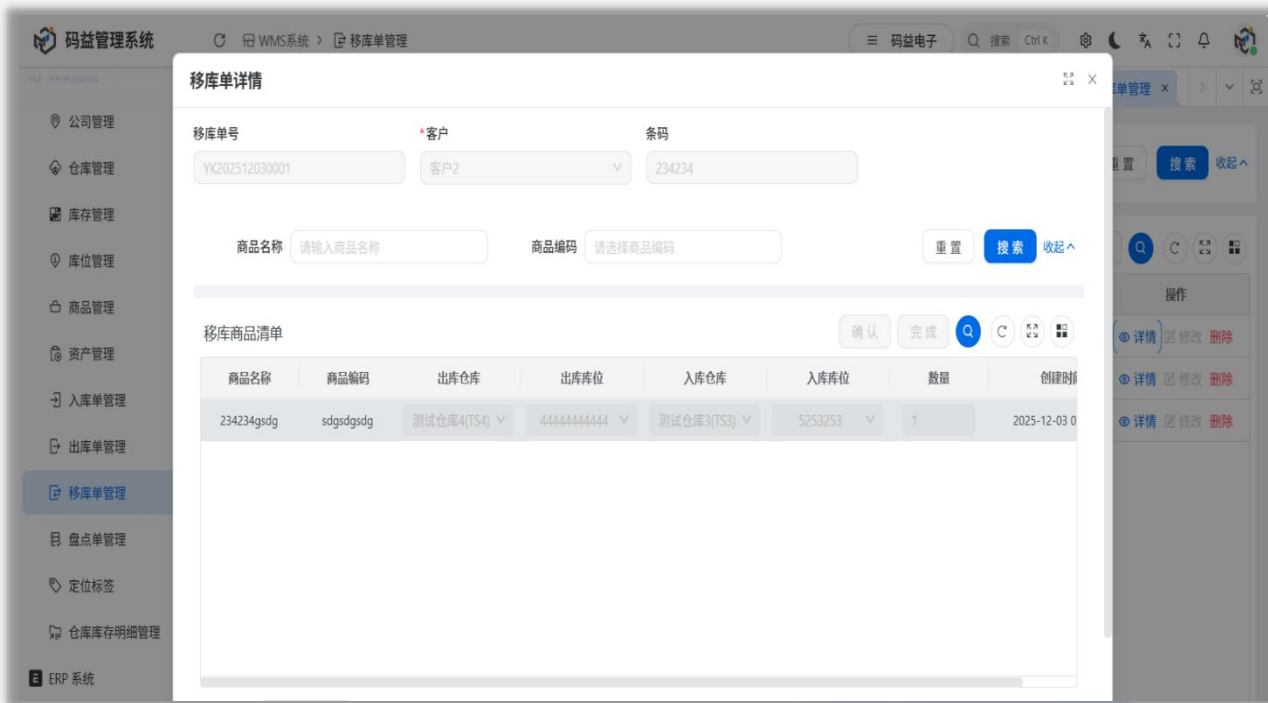 码益管理系统
WMS系统 > 移库单管理
码益电子
搜索 Ctrl K
移库单详情
单管理 ×
公司管理
仓库管理
库存管理
库位管理
商品管理
资产管理
入库单管理
出库单管理
移库单管理
盘点单管理
定位标签
仓库库存明细管理
ERP 系统
移库单号 *客户 条码
YK202512030001 客户2 234234
商品名称 请输入商品名称 商品编码 请选择商品编码 重置 搜索 收起
移库商品清单 确认 完成
商品名称 商品编码 出库仓库 出库库位 入库仓库 入库库位 数量 创建时
234234gsdg sdgsdgsdg 测试仓库4(TS4) 44444444444 测试仓库3(TS3) 5253253 1 2025-12-03 0
置 搜索 收起
操作
详情 修改 删除
详情 修改 删除
详情 修改 删除